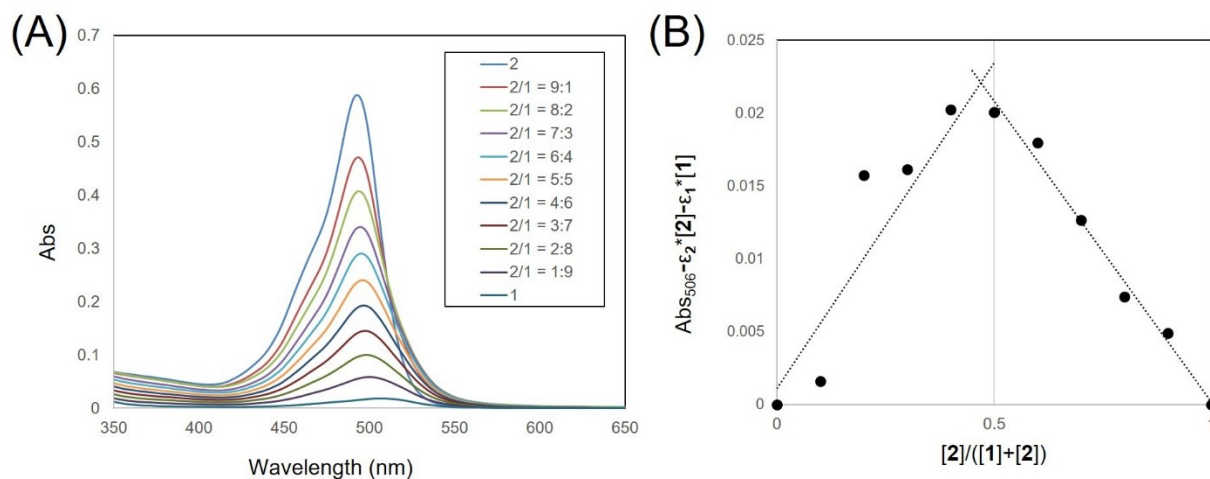 (A)
0.7
0.6
0.5
0.4
0.3
0.2
0.1
0
Abs
350
400
450
500
550
600
650
Wavelength (nm)
2
2/1 = 9:1
2/1 = 8:2
2/1 = 7:3
2/1 = 6:4
2/1 = 5:5
2/1 = 4:6
2/1 = 3:7
2/1 = 2:8
2/1 = 1:9
1
(B)
0.025
0.02
0.015
0.01
0.005
0
Abs₅₀₆-ε₂*[2]-ε₁*[1]
0
0.5
1
[2]/([1]+[2])